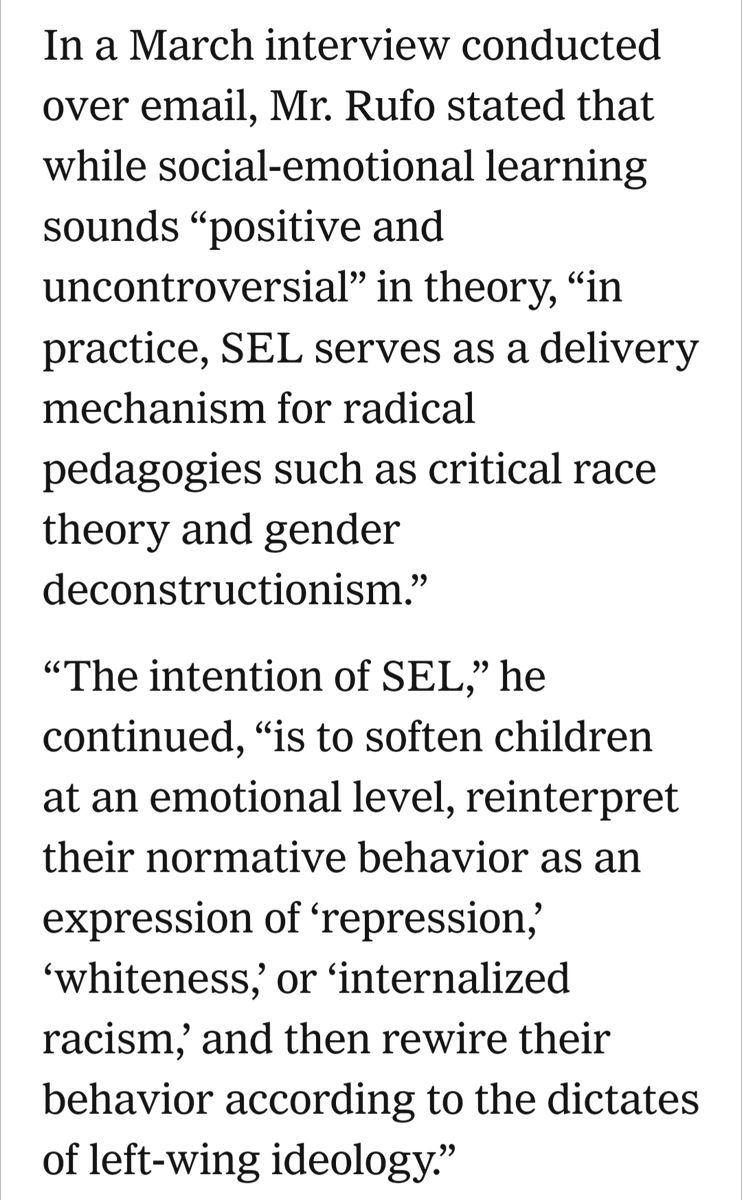 In a March interview conducted
over email, Mr. Rufo stated that
while social-emotional learning
sounds “positive and
uncontroversial” in theory, “in
practice, SEL serves as a delivery
mechanism for radical
pedagogies such as critical race
theory and gender
deconstructionism.”
“The intention of SEL,” he
continued, “is to soften children
at an emotional level, reinterpret
their normative behavior as an
expression of ‘repression,’
‘whiteness,’ or ‘internalized
racism,’ and then rewire their
behavior according to the dictates
of left-wing ideology.”